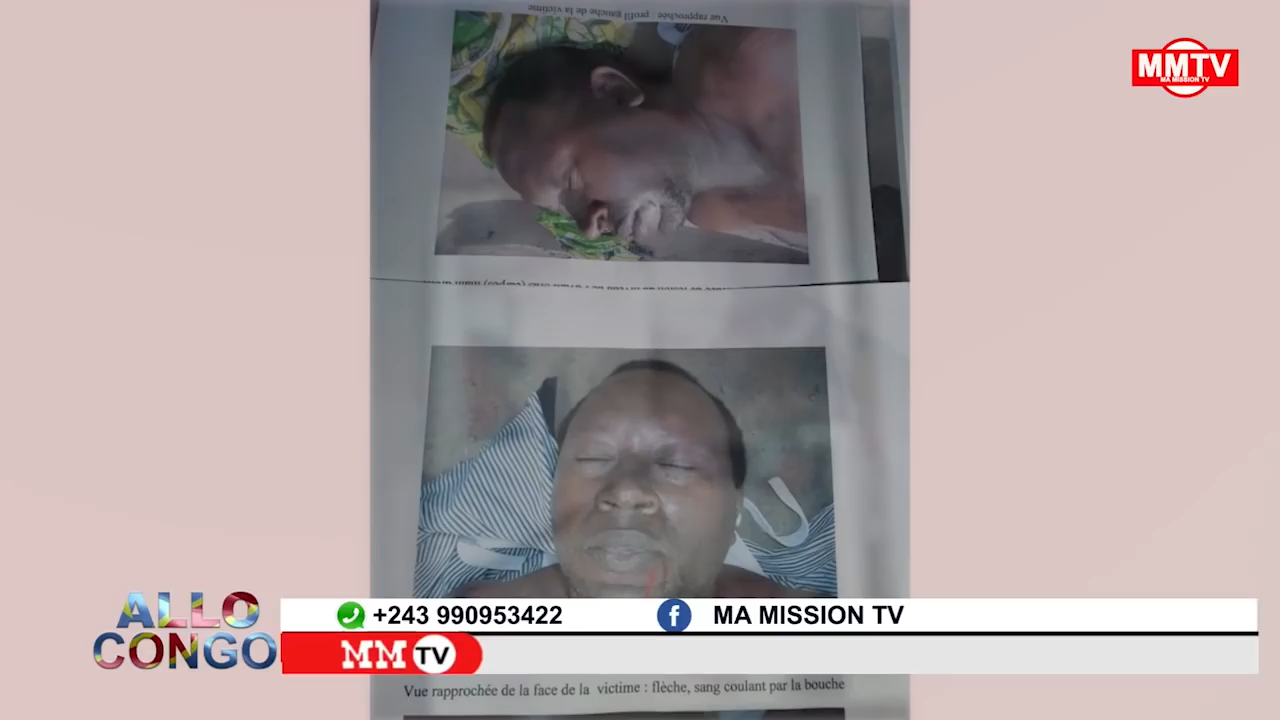 Vue rapprochée : profil gauche de la victime
MMTV
MA MISSION TV
ALLO
CONGO
+243 990953422
f MA MISSION TV
MM TV
Vue rapprochée de la face de la victime : flèche, sang coulant par la bouche